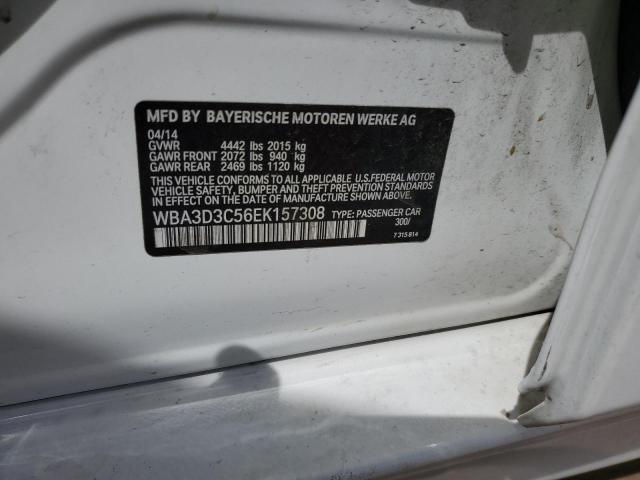 MFD BY BAYERISCHE MOTOREN WERKE AG
04/14
GVWR 4442 lbs 2015 kg
GAWR FRONT 2072 lbs 940 kg
GAWR REAR 2469 lbs 1120 kg
THIS VEHICLE CONFORMS TO ALL APPLICABLE U.S.FEDERAL MOTOR
VEHICLE SAFETY, BUMPER AND THEFT PREVENTION STANDARDS
IN EFFECT ON THE DATE OF MANUFACTURE SHOWN ABOVE.
WBA3D3C56EK157308 TYPE: PASSENGER CAR
300/
7 315 814